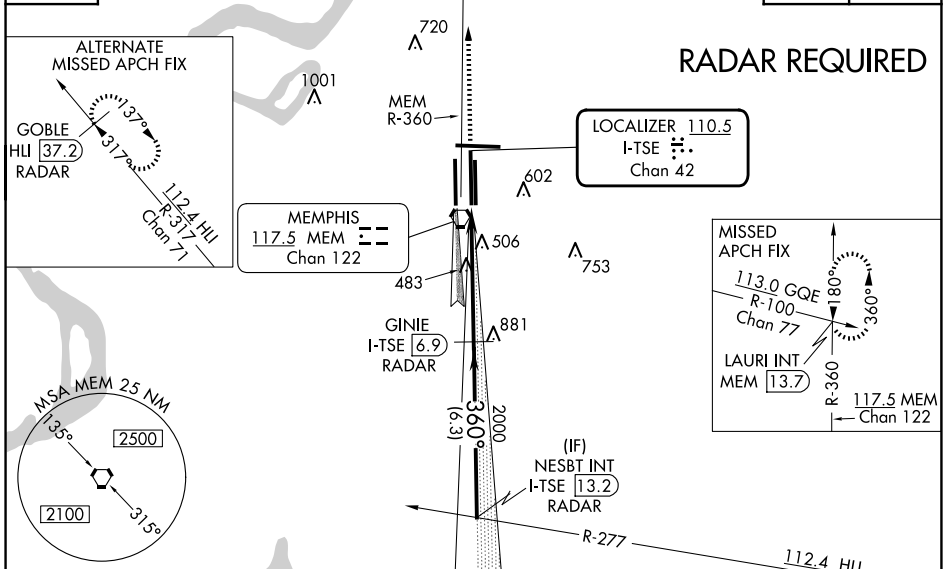 ALTERNATE
MISSED APCH FIX
GOBLE
HLI 37.2
RADAR
137°
317°
112.4 HLI
R-317
Chan 71
720
1001
MEM
R-360
RADAR REQUIRED
LOCALIZER 110.5
I-TSE
Chan 42
602
MEMPHIS
117.5 MEM
Chan 122
506
483
753
881
GINIE
I-TSE 6.9
RADAR
MISSED
APCH FIX
113.0 GQE
R-100
Chan 77
180°
360°
LAURI INT
MEM 13.7
R-360
117.5 MEM
Chan 122
MSA MEM 25 NM
135°
2500
2100
315°
360°
(6.3)
2000
(IF)
NESBT INT
I-TSE 13.2
RADAR
R-277
112.4 HLI